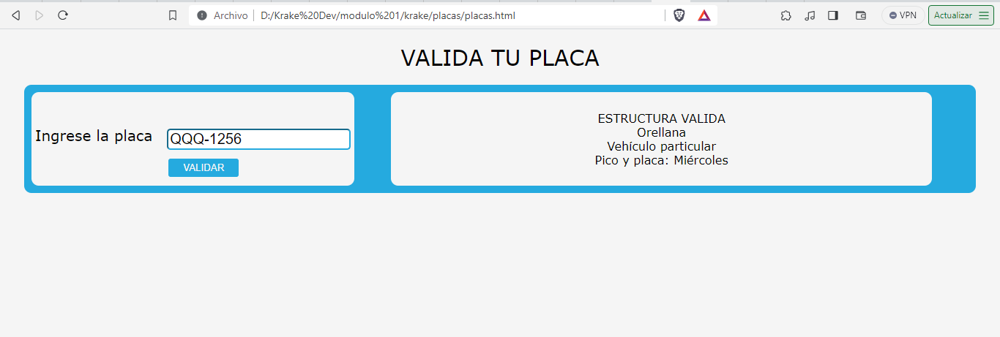 Archivo
D:/Krake%20Dev/modulo%201/krake/placas/placas.html
VPN
Actualizar
VALIDA TU PLACA
Ingrese la placa
QQQ-1256
VALIDAR
ESTRUCTURA VALIDA
Orellana
Vehículo particular
Pico y placa: Miércoles